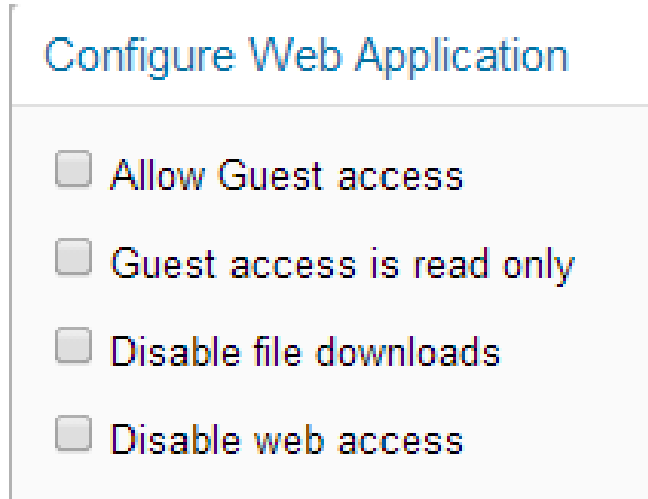 Configure Web Application
Allow Guest access
Guest access is read only
Disable file downloads
Disable web access